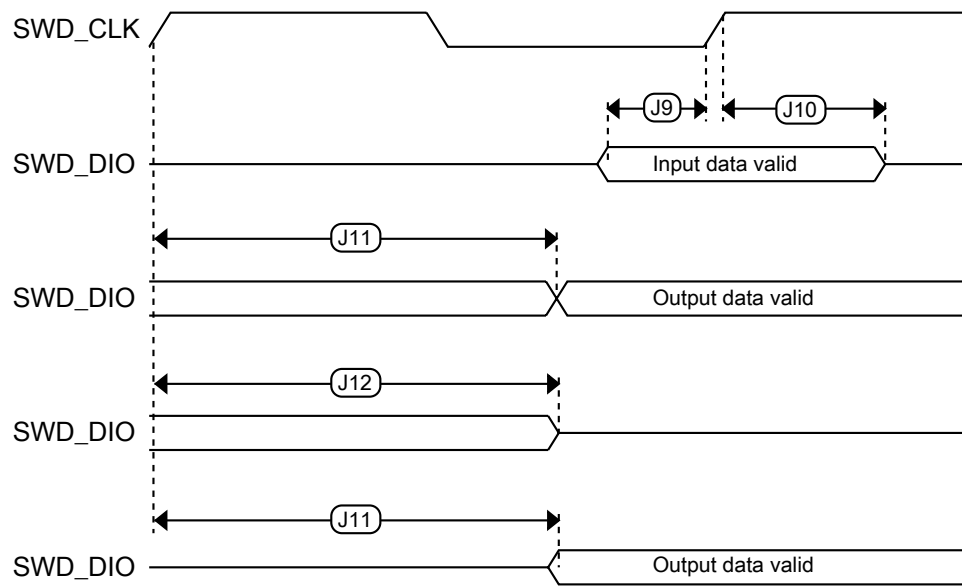 SWD_CLK
J9
J10
SWD_DIO
Input data valid
J11
SWD_DIO
Output data valid
J12
SWD_DIO
J11
SWD_DIO
Output data valid